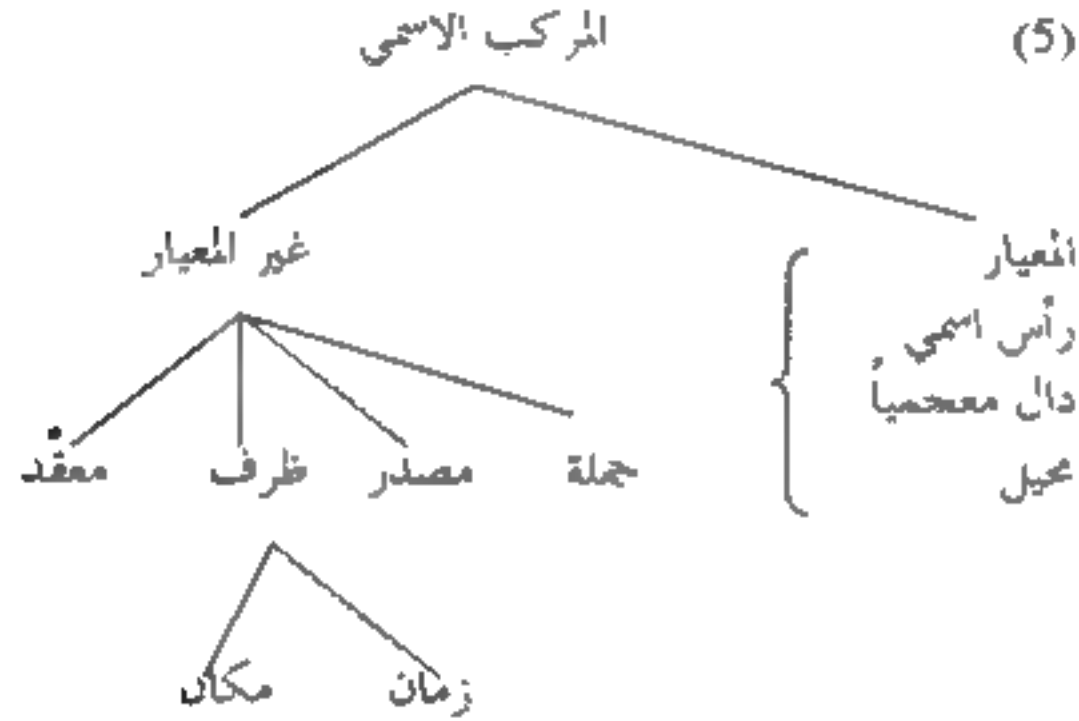 (5) المركب الاسمي
المعيار غير المعيار
رأس اسمي
دال معجمياً
محيل
جملة مصدر ظرف معقد
زمان مكان